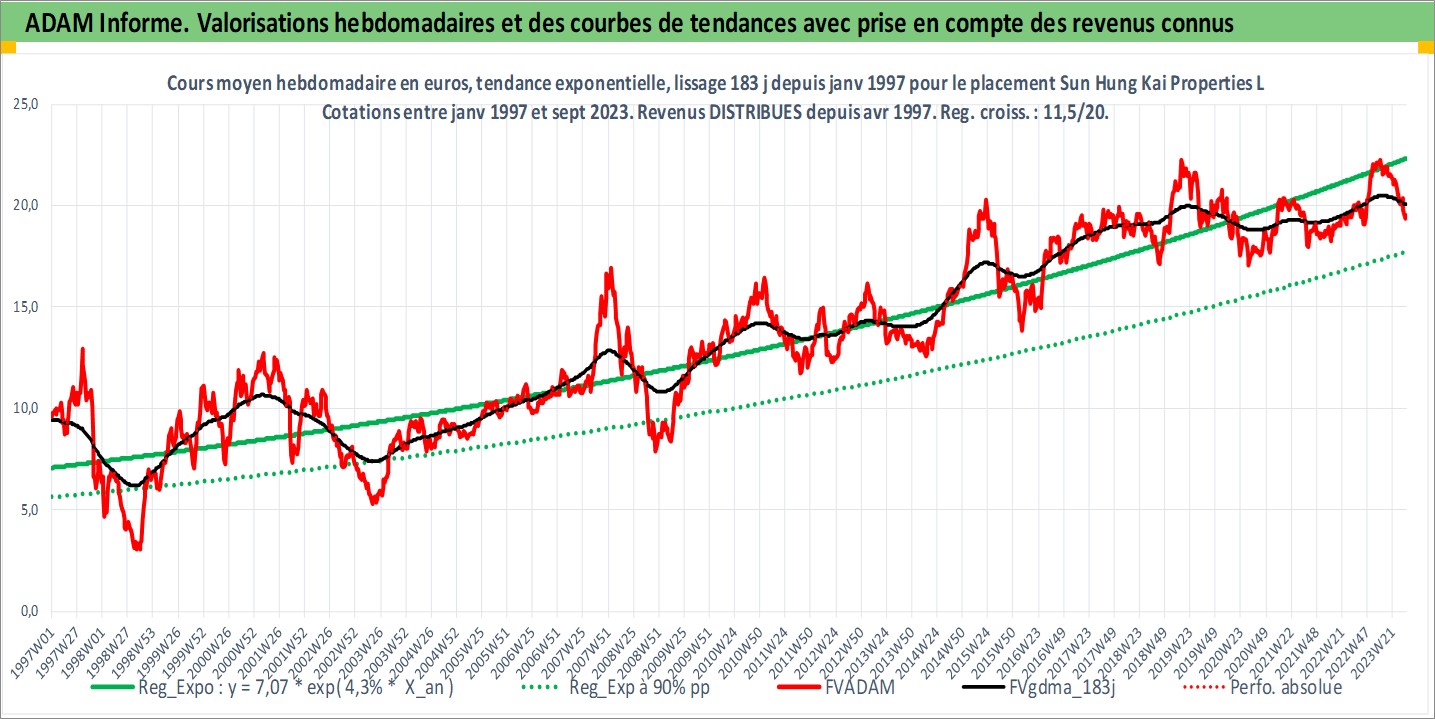 ADAM Informe. Valorisations hebdomadaires et des courbes de tendances avec prise en compte des revenus connus
Cours moyen hebdomadaire en euros, tendance exponentielle, lissage 183 j depuis janv 1997 pour le placement Sun Hung Kai Properties L
Cotations entre janv 1997 et sept 2023. Revenus DISTRIBUES depuis avr 1997. Reg. croiss. : 11,5/20.
25,0
20,0
15,0
10,0
5,0
0,0
1997W01
1997W27
1998W01
1998W27
1998W53
1999W26
1999W52
2000W26
2000W52
2001W26
2001W52
2002W26
2002W52
2003W26
2003W52
2004W26
2004W52
2005W25
2005W51
2006W25
2006W51
2007W25
2007W51
2008W25
2008W51
2009W25
2009W51
2010W24
2010W50
2011W24
2011W50
2012W24
2012W50
2013W24
2013W50
2014W24
2014W50
2015W24
2015W50
2016W23
2016W49
2017W23
2017W49
2018W23
2018W49
2019W23
2019W49
2020W23
2020W49
2021W22
2021W48
2022W21
2022W47
2023W21
Reg_Expo : y = 7,07 * exp( 4,3% * X_an )
Reg_Exp à 90% pp
FVADAM
FVgdma_183j
Perfo. absolue